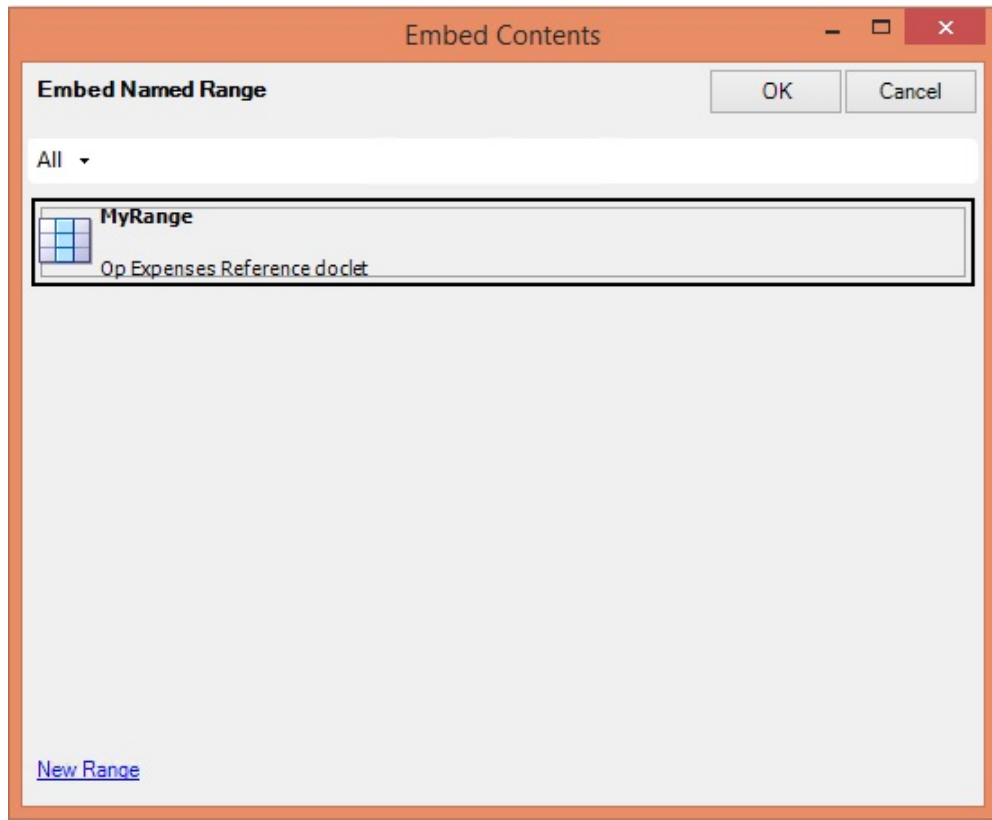 Embed Contents
Embed Named Range
OK
Cancel
All
MyRange
Op Expenses Reference doclet
New Range